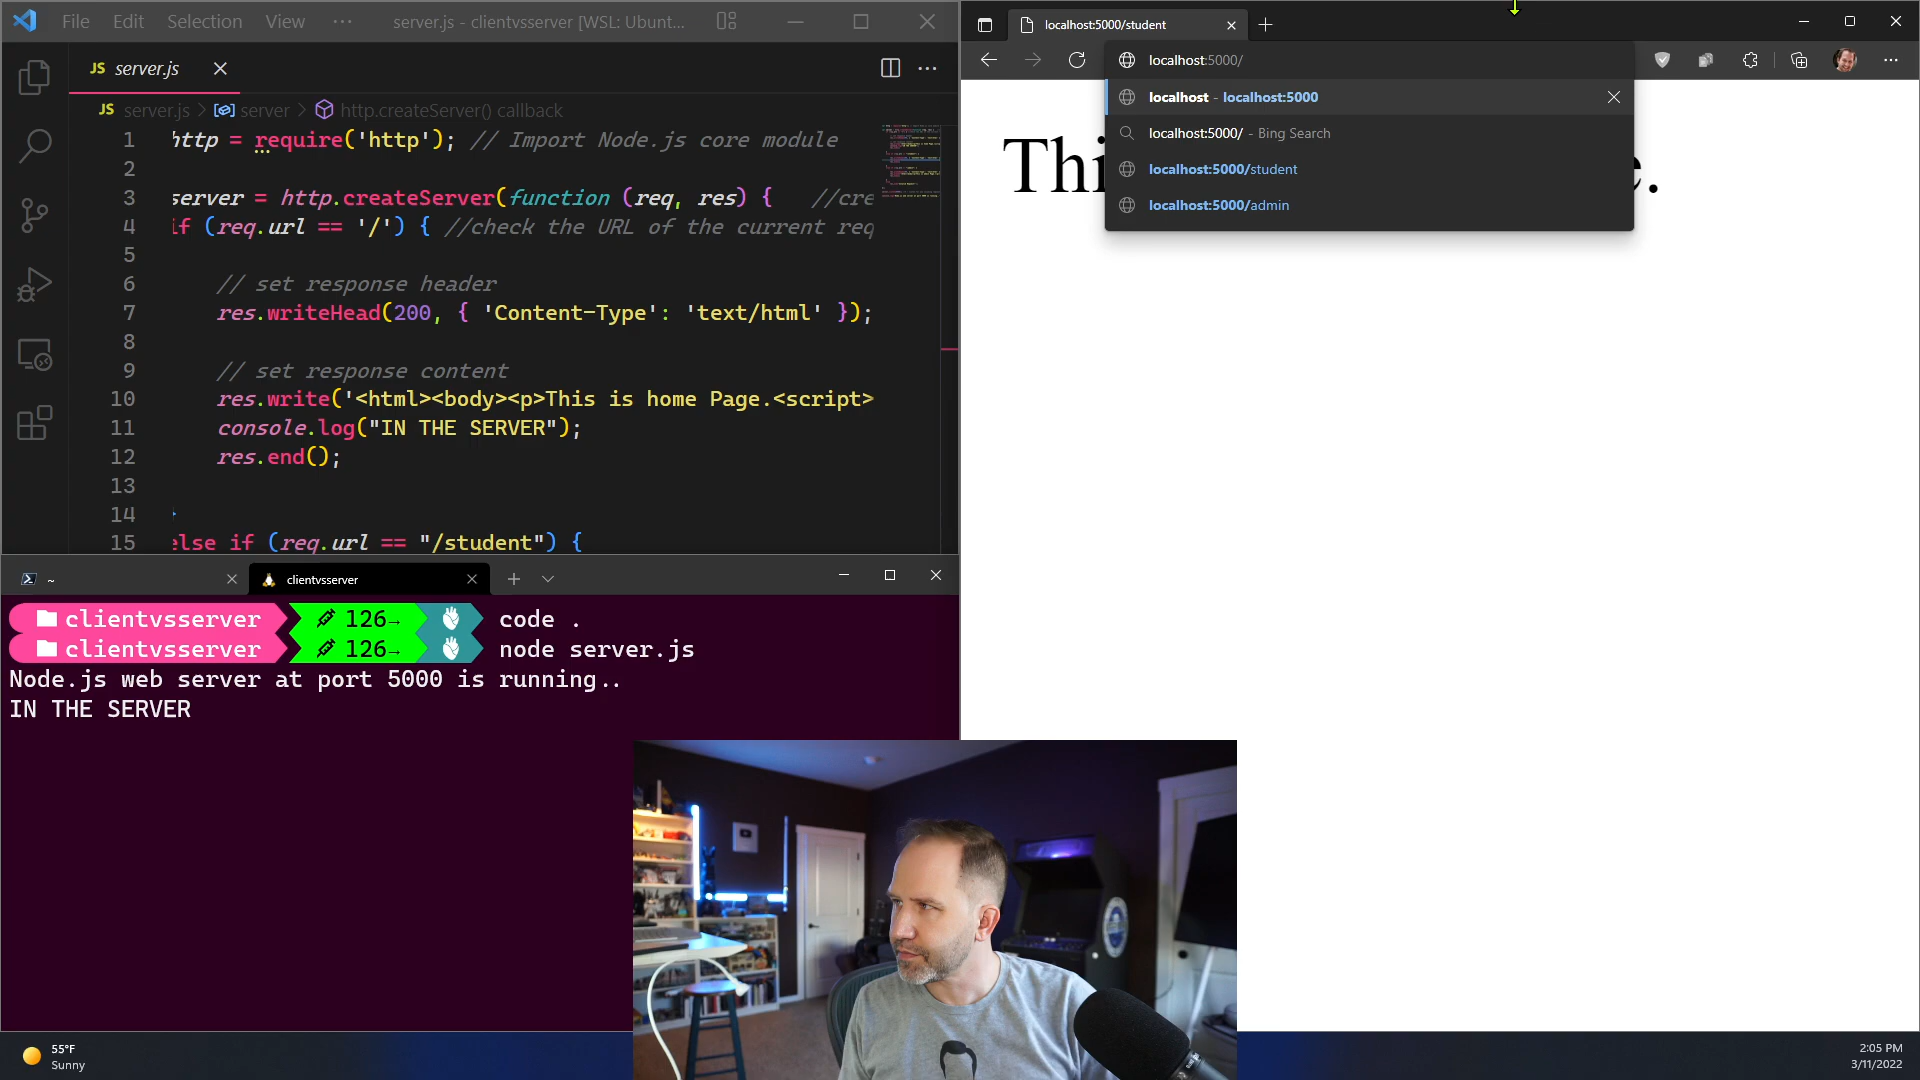 File Edit Selection View ··· server.js - clientvsserver [WSL: Ubunt...
JS server.js
JS server.js > server > http.createServer() callback
1 http = require('http'); // Import Node.js core module
2
3 server = http.createServer(function (req, res) { //cre
4 if (req.url == '/') { //check the URL of the current req
5
6 // set response header
7 res.writeHead(200, { 'Content-Type': 'text/html' });
8
9 // set response content
10 res.write('<html><body><p>This is home Page.<script>
11 console.log("IN THE SERVER");
12 res.end();
13
14 }
15 else if (req.url == "/student") {
~
clientvsserver
clientvsserver 126→ code .
clientvsserver 126→ node server.js
Node.js web server at port 5000 is running..
IN THE SERVER
localhost:5000/student
localhost:5000/
localhost - localhost:5000
localhost:5000/ - Bing Search
localhost:5000/student
localhost:5000/admin
Thi e.
55°F
Sunny
2:05 PM
3/11/2022